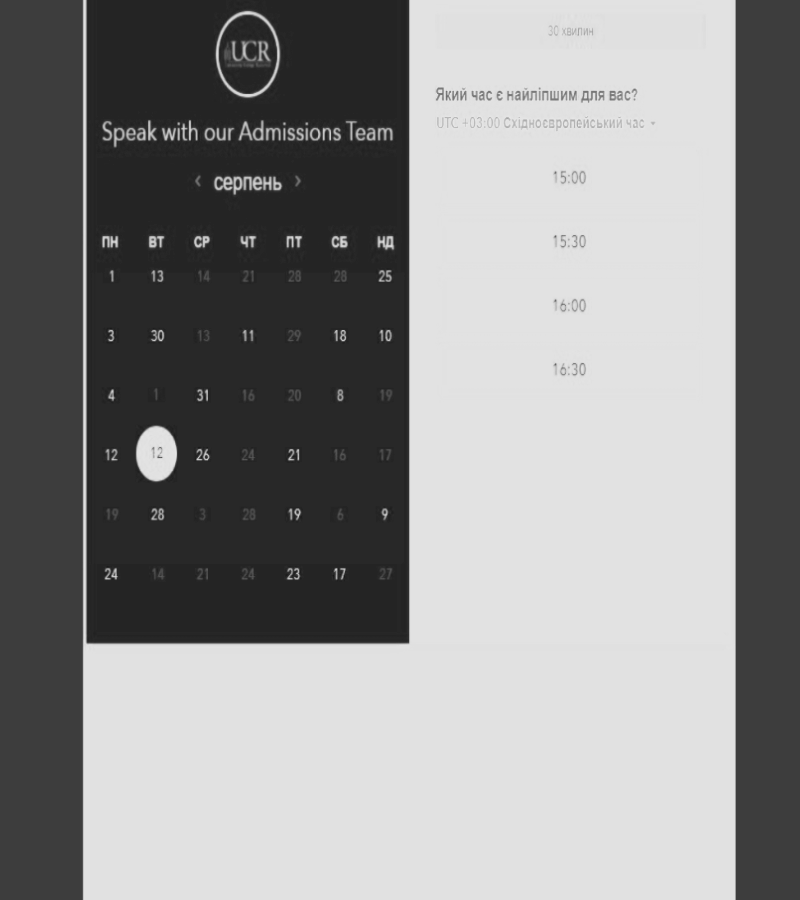 UCR
Speak with our Admissions Team
‹ серпень ›
ПН ВТ СР ЧТ ПТ СБ НД
1 13 14 21 28 28 25
3 30 13 11 29 18 10
4 1 31 16 20 8 19
12 12 26 24 21 16 17
19 28 3 28 19 6 9
24 14 21 24 23 17 27
30 хвилин
Який час є найліпшим для вас?
UTC +03:00 Східноєвропейський час
15:00
15:30
16:00
16:30